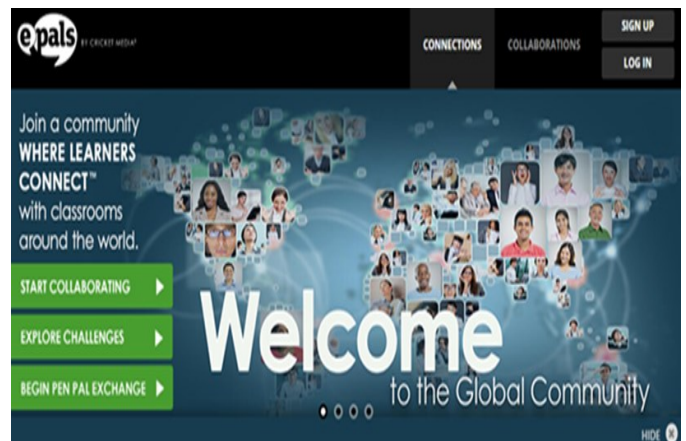 epals BY CRICKET MEDIA®
CONNECTIONS
COLLABORATIONS
SIGN UP
LOG IN
Join a community
WHERE LEARNERS
CONNECT™
with classrooms
around the world.
START COLLABORATING
EXPLORE CHALLENGES
BEGIN PEN PAL EXCHANGE
Welcome
to the Global Community
HIDE